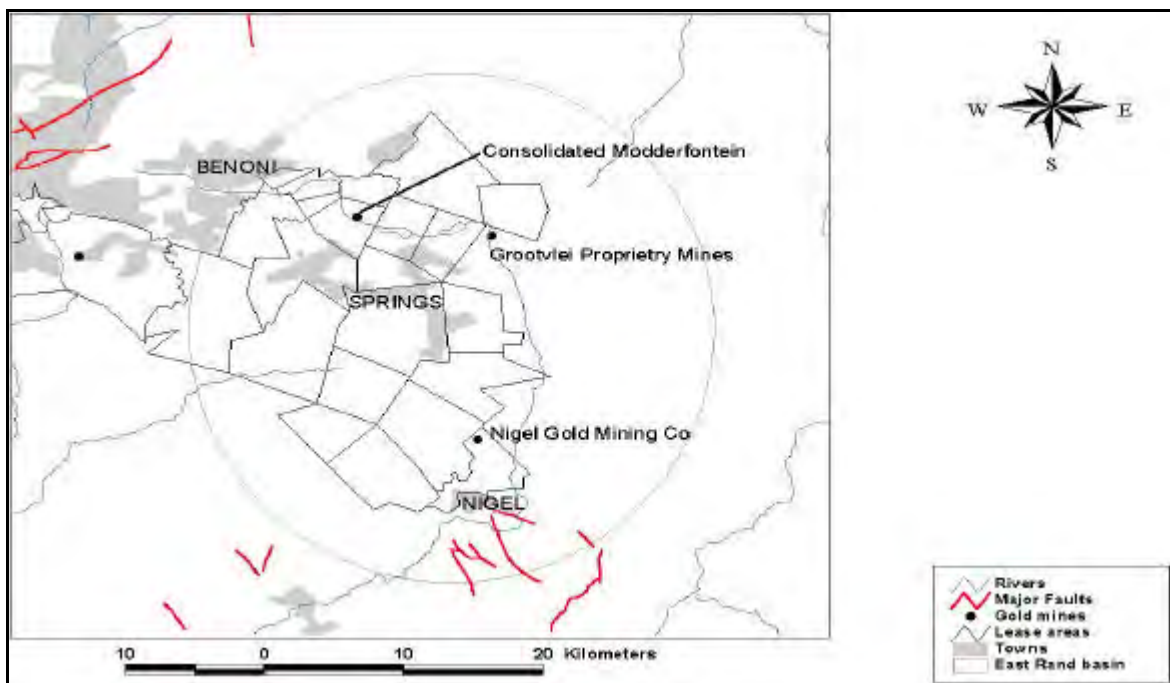 N
W E
S
BENONI
Consolidated Modderfontein
Grootvlei Proprietry Mines
SPRINGS
Nigel Gold Mining Co
NIGEL
10 0 10 20 Kilometers
Rivers
Major Faults
Gold mines
Lease areas
Towns
East Rand basin